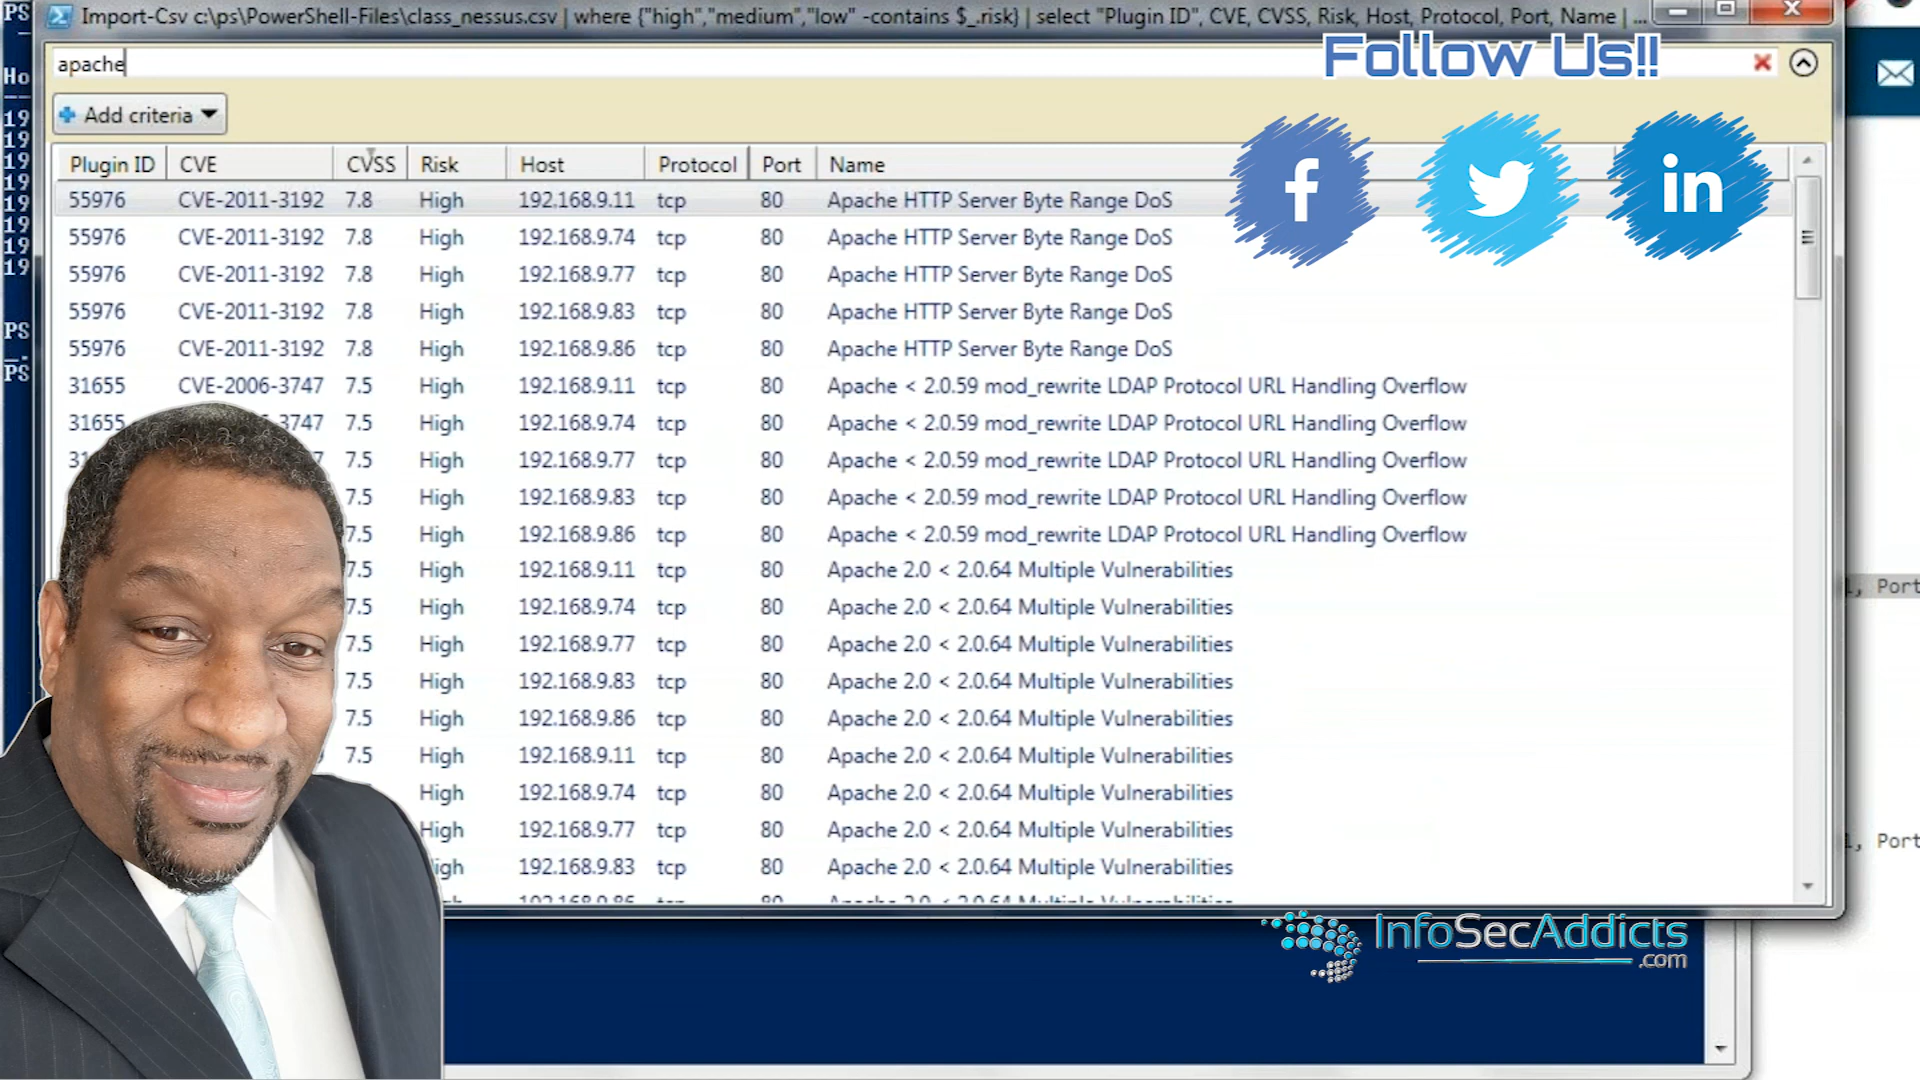 Import-Csv c:\ps\PowerShell-Files\class_nessus.csv | where {"high","medium","low" -contains $_.risk} | select "Plugin ID", CVE, CVSS, Risk, Host, Protocol, Port, Name | ...
apache
Follow Us!!
Add criteria
Plugin ID CVE CVSS Risk Host Protocol Port Name
55976 CVE-2011-3192 7.8 High 192.168.9.11 tcp 80 Apache HTTP Server Byte Range DoS
55976 CVE-2011-3192 7.8 High 192.168.9.74 tcp 80 Apache HTTP Server Byte Range DoS
55976 CVE-2011-3192 7.8 High 192.168.9.77 tcp 80 Apache HTTP Server Byte Range DoS
55976 CVE-2011-3192 7.8 High 192.168.9.83 tcp 80 Apache HTTP Server Byte Range DoS
55976 CVE-2011-3192 7.8 High 192.168.9.86 tcp 80 Apache HTTP Server Byte Range DoS
31655 CVE-2006-3747 7.5 High 192.168.9.11 tcp 80 Apache < 2.0.59 mod_rewrite LDAP Protocol URL Handling Overflow
31655 3747 7.5 High 192.168.9.74 tcp 80 Apache < 2.0.59 mod_rewrite LDAP Protocol URL Handling Overflow
7.5 High 192.168.9.77 tcp 80 Apache < 2.0.59 mod_rewrite LDAP Protocol URL Handling Overflow
7.5 High 192.168.9.83 tcp 80 Apache < 2.0.59 mod_rewrite LDAP Protocol URL Handling Overflow
7.5 High 192.168.9.86 tcp 80 Apache < 2.0.59 mod_rewrite LDAP Protocol URL Handling Overflow
7.5 High 192.168.9.11 tcp 80 Apache 2.0 < 2.0.64 Multiple Vulnerabilities
7.5 High 192.168.9.74 tcp 80 Apache 2.0 < 2.0.64 Multiple Vulnerabilities
7.5 High 192.168.9.77 tcp 80 Apache 2.0 < 2.0.64 Multiple Vulnerabilities
7.5 High 192.168.9.83 tcp 80 Apache 2.0 < 2.0.64 Multiple Vulnerabilities
7.5 High 192.168.9.86 tcp 80 Apache 2.0 < 2.0.64 Multiple Vulnerabilities
7.5 High 192.168.9.11 tcp 80 Apache 2.0 < 2.0.64 Multiple Vulnerabilities
High 192.168.9.74 tcp 80 Apache 2.0 < 2.0.64 Multiple Vulnerabilities
High 192.168.9.77 tcp 80 Apache 2.0 < 2.0.64 Multiple Vulnerabilities
igh 192.168.9.83 tcp 80 Apache 2.0 < 2.0.64 Multiple Vulnerabilities
PS
Ho
19
19
19
19
19
19
19
19
PS
PS
, Port
, Port
f
in
InfoSecAddicts
.com